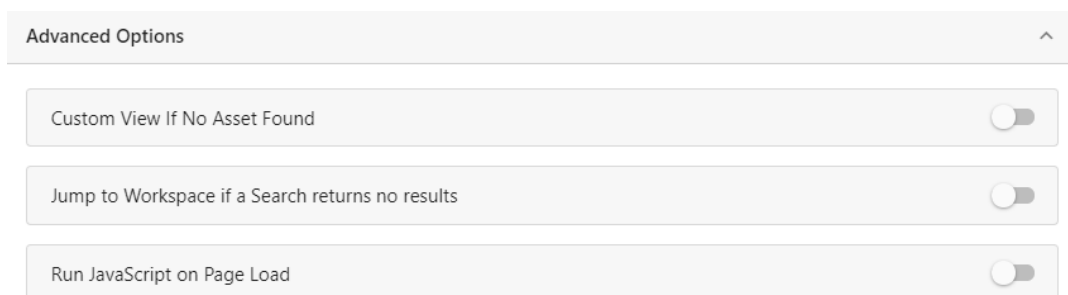 Advanced Options
Custom View If No Asset Found
Jump to Workspace if a Search returns no results
Run JavaScript on Page Load